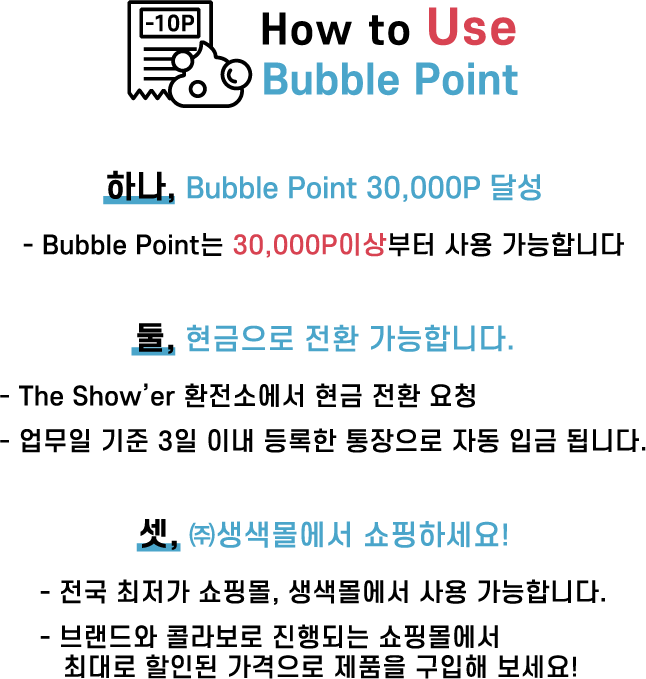 -10P
How to Use
Bubble Point
하나, Bubble Point 30,000P 달성
- Bubble Point는 30,000P이상부터 사용 가능합니다
둘, 현금으로 전환 가능합니다.
- The Show’er 환전소에서 현금 전환 요청
- 업무일 기준 3일 이내 등록한 통장으로 자동 입금 됩니다.
셋, ㈜생색몰에서 쇼핑하세요!
- 전국 최저가 쇼핑몰, 생색몰에서 사용 가능합니다.
- 브랜드와 콜라보로 진행되는 쇼핑몰에서
최대로 할인된 가격으로 제품을 구입해 보세요!